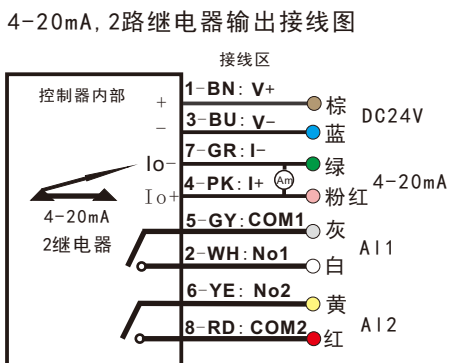 4-20mA, 2路继电器输出接线图
接线区
控制器内部
+ 1-BN: V+ 棕
DC24V
- 3-BU: V- 蓝
Io- 7-GR: I- 绿
Am
4-20mA
Io+ 4-PK: I+ 粉红
4-20mA
2继电器
5-GY: COM1 灰
AI1
2-WH: No1 白
6-YE: No2 黄
AI2
8-RD: COM2 红